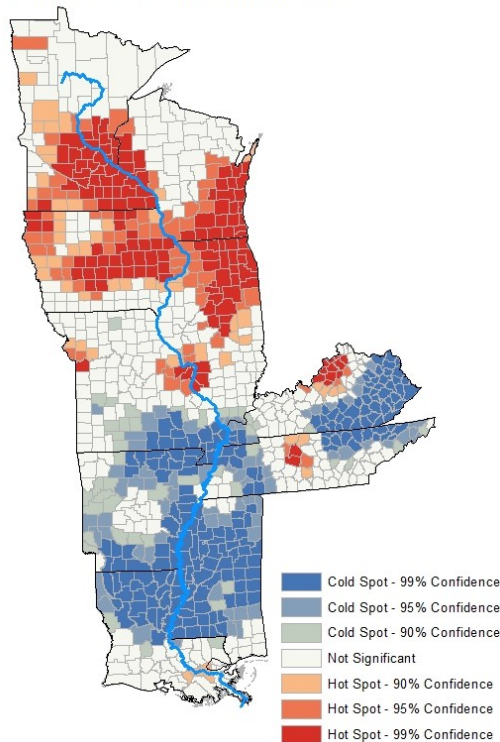 Cold Spot - 99% Confidence
Cold Spot - 95% Confidence
Cold Spot - 90% Confidence
Not Significant
Hot Spot - 90% Confidence
Hot Spot - 95% Confidence
Hot Spot - 99% Confidence